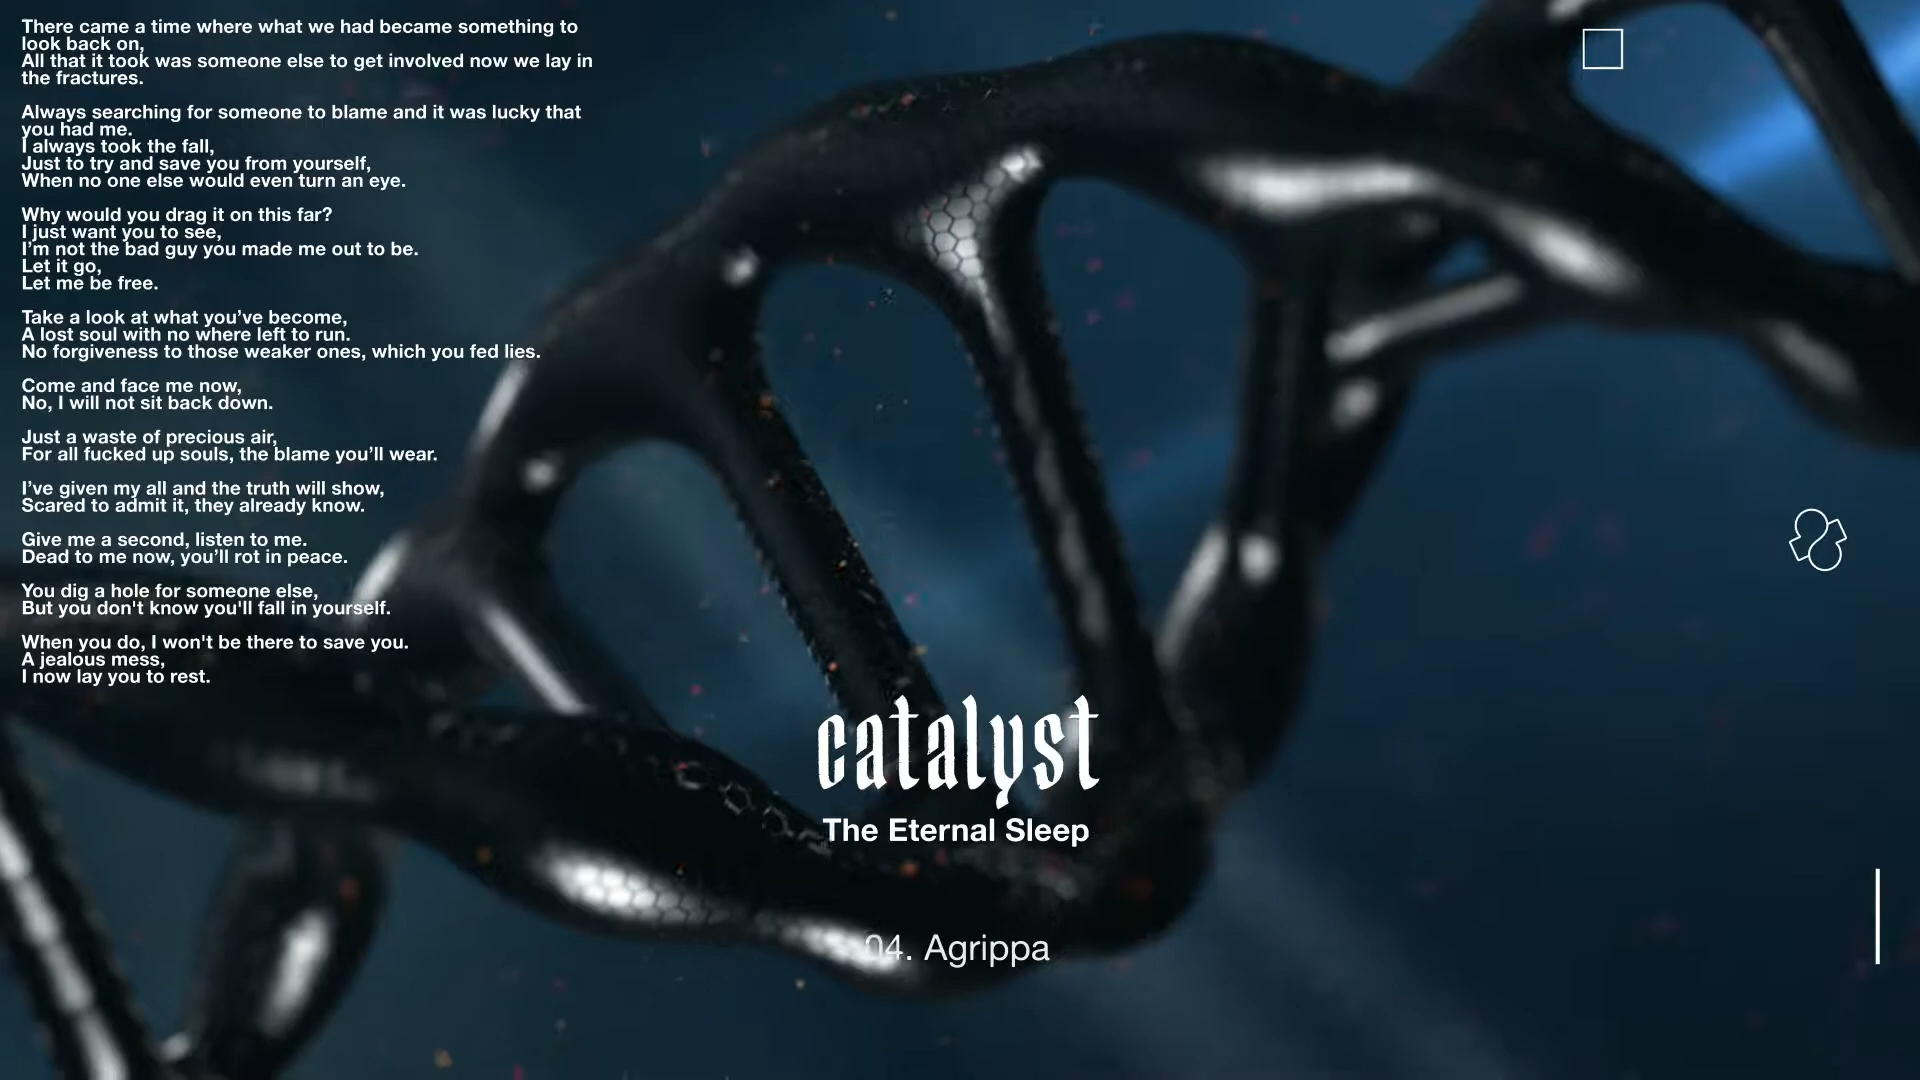 There came a time where what we had became something to
look back on,
All that it took was someone else to get involved now we lay in
the fractures.
Always searching for someone to blame and it was lucky that
you had me.
I always took the fall,
Just to try and save you from yourself,
When no one else would even turn an eye.
Why would you drag it on this far?
I just want you to see,
I’m not the bad guy you made me out to be.
Let it go,
Let me be free.
Take a look at what you’ve become,
A lost soul with no where left to run.
No forgiveness to those weaker ones, which you fed lies.
Come and face me now,
No, I will not sit back down.
Just a waste of precious air,
For all fucked up souls, the blame you’ll wear.
I’ve given my all and the truth will show,
Scared to admit it, they already know.
Give me a second, listen to me.
Dead to me now, you’ll rot in peace.
You dig a hole for someone else,
But you don't know you'll fall in yourself.
When you do, I won't be there to save you.
A jealous mess,
I now lay you to rest.
catalyst
The Eternal Sleep
04. Agrippa